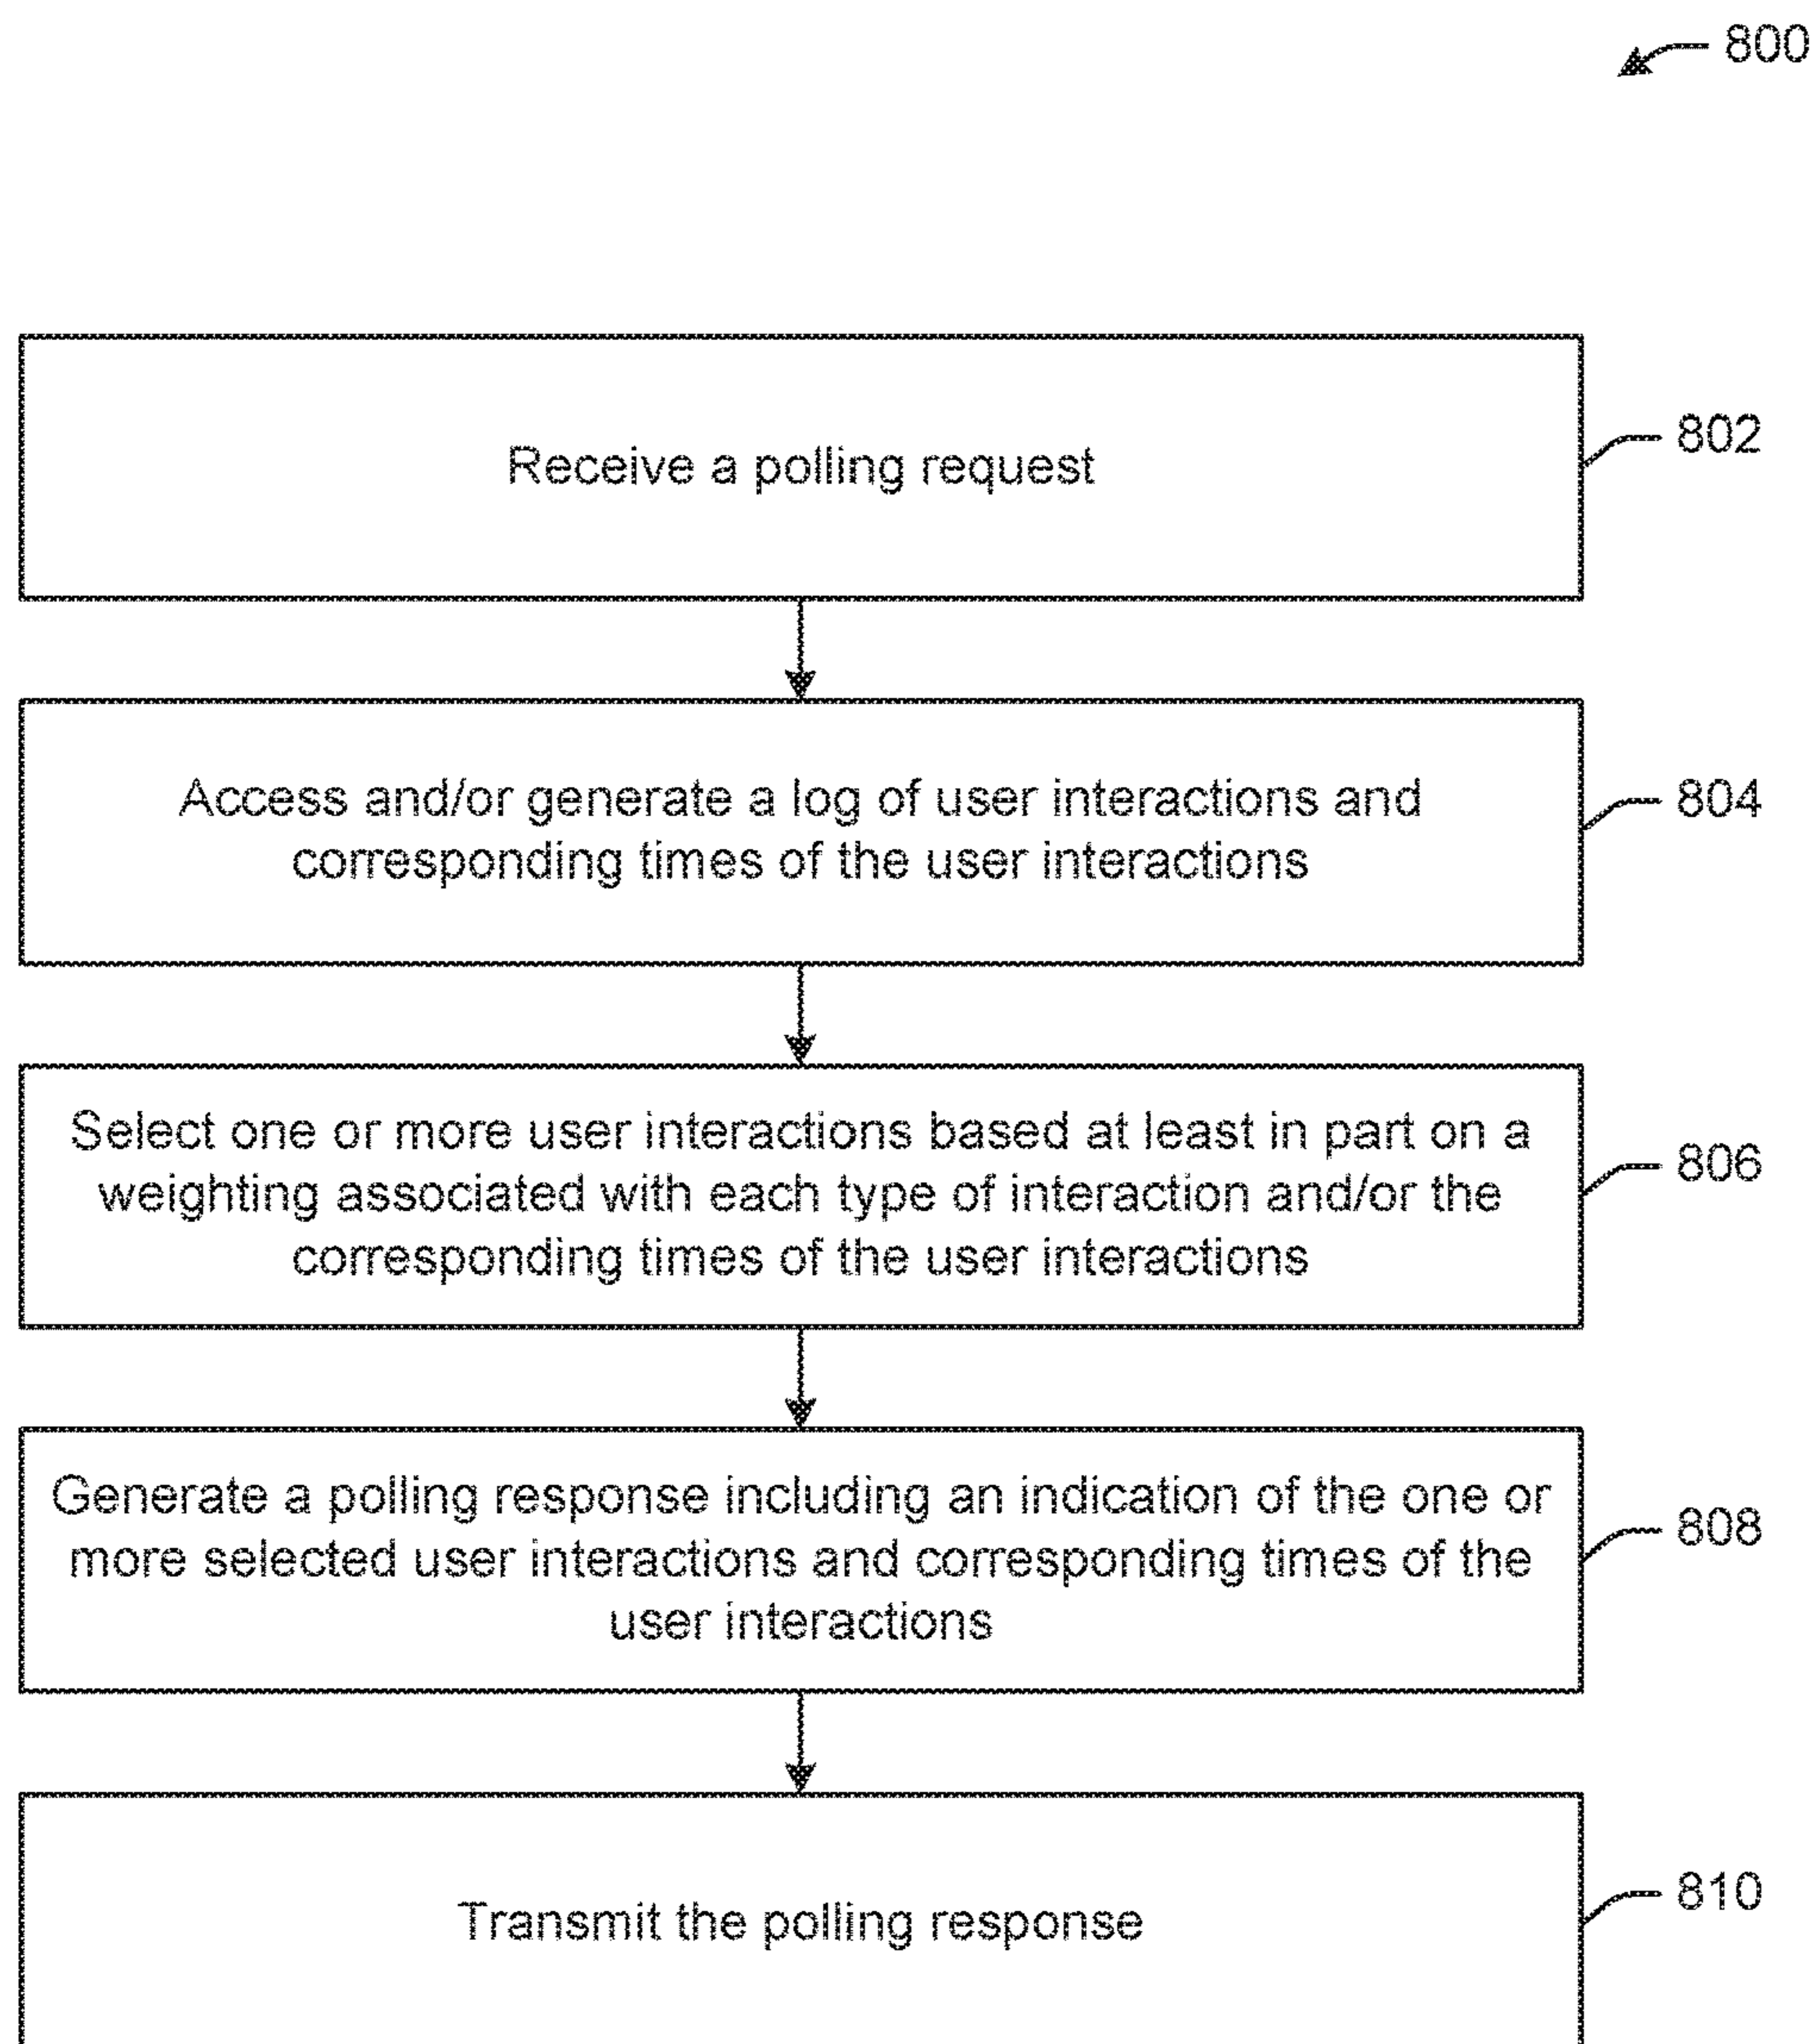 800
Receive a polling request
802
Access and/or generate a log of user interactions and
corresponding times of the user interactions
804
Select one or more user interactions based at least in part on a
weighting associated with each type of interaction and/or the
corresponding times of the user interactions
806
Generate a polling response including an indication of the one or
more selected user interactions and corresponding times of the
user interactions
808
Transmit the polling response
810